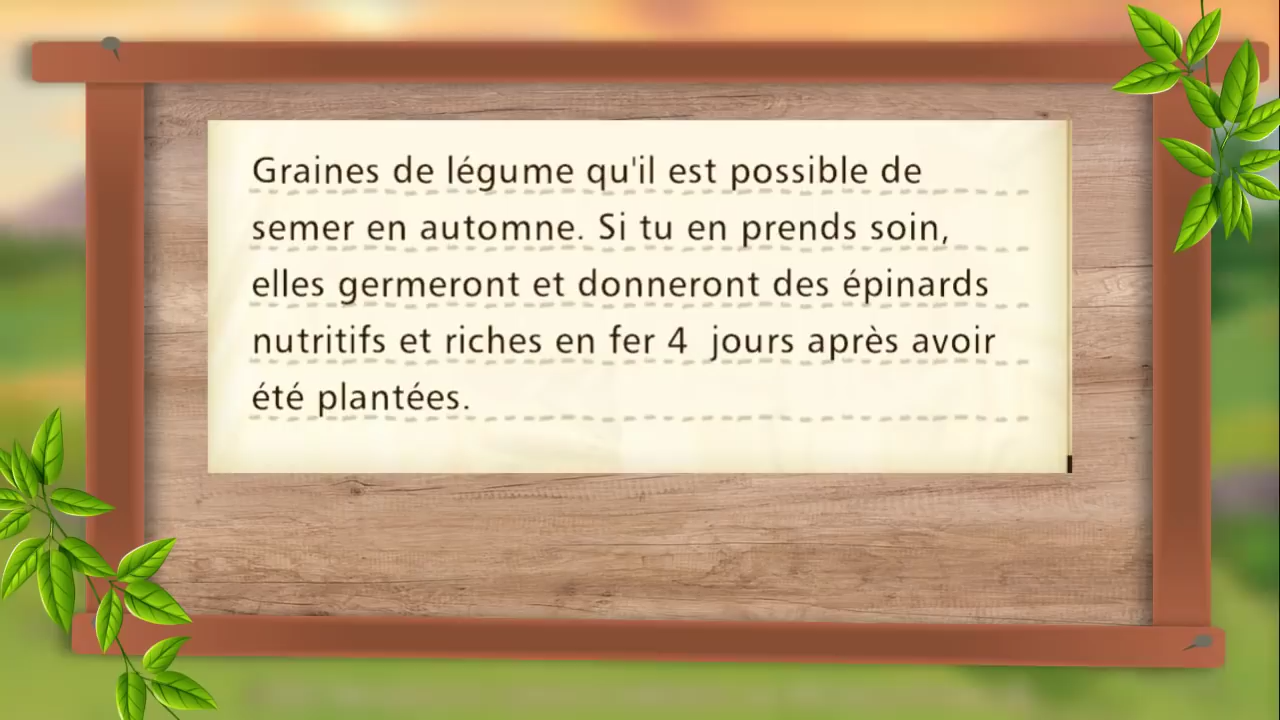 Graines de légume qu'il est possible de
semer en automne. Si tu en prends soin,
elles germeront et donneront des épinards
nutritifs et riches en fer 4  jours après avoir
été plantées.